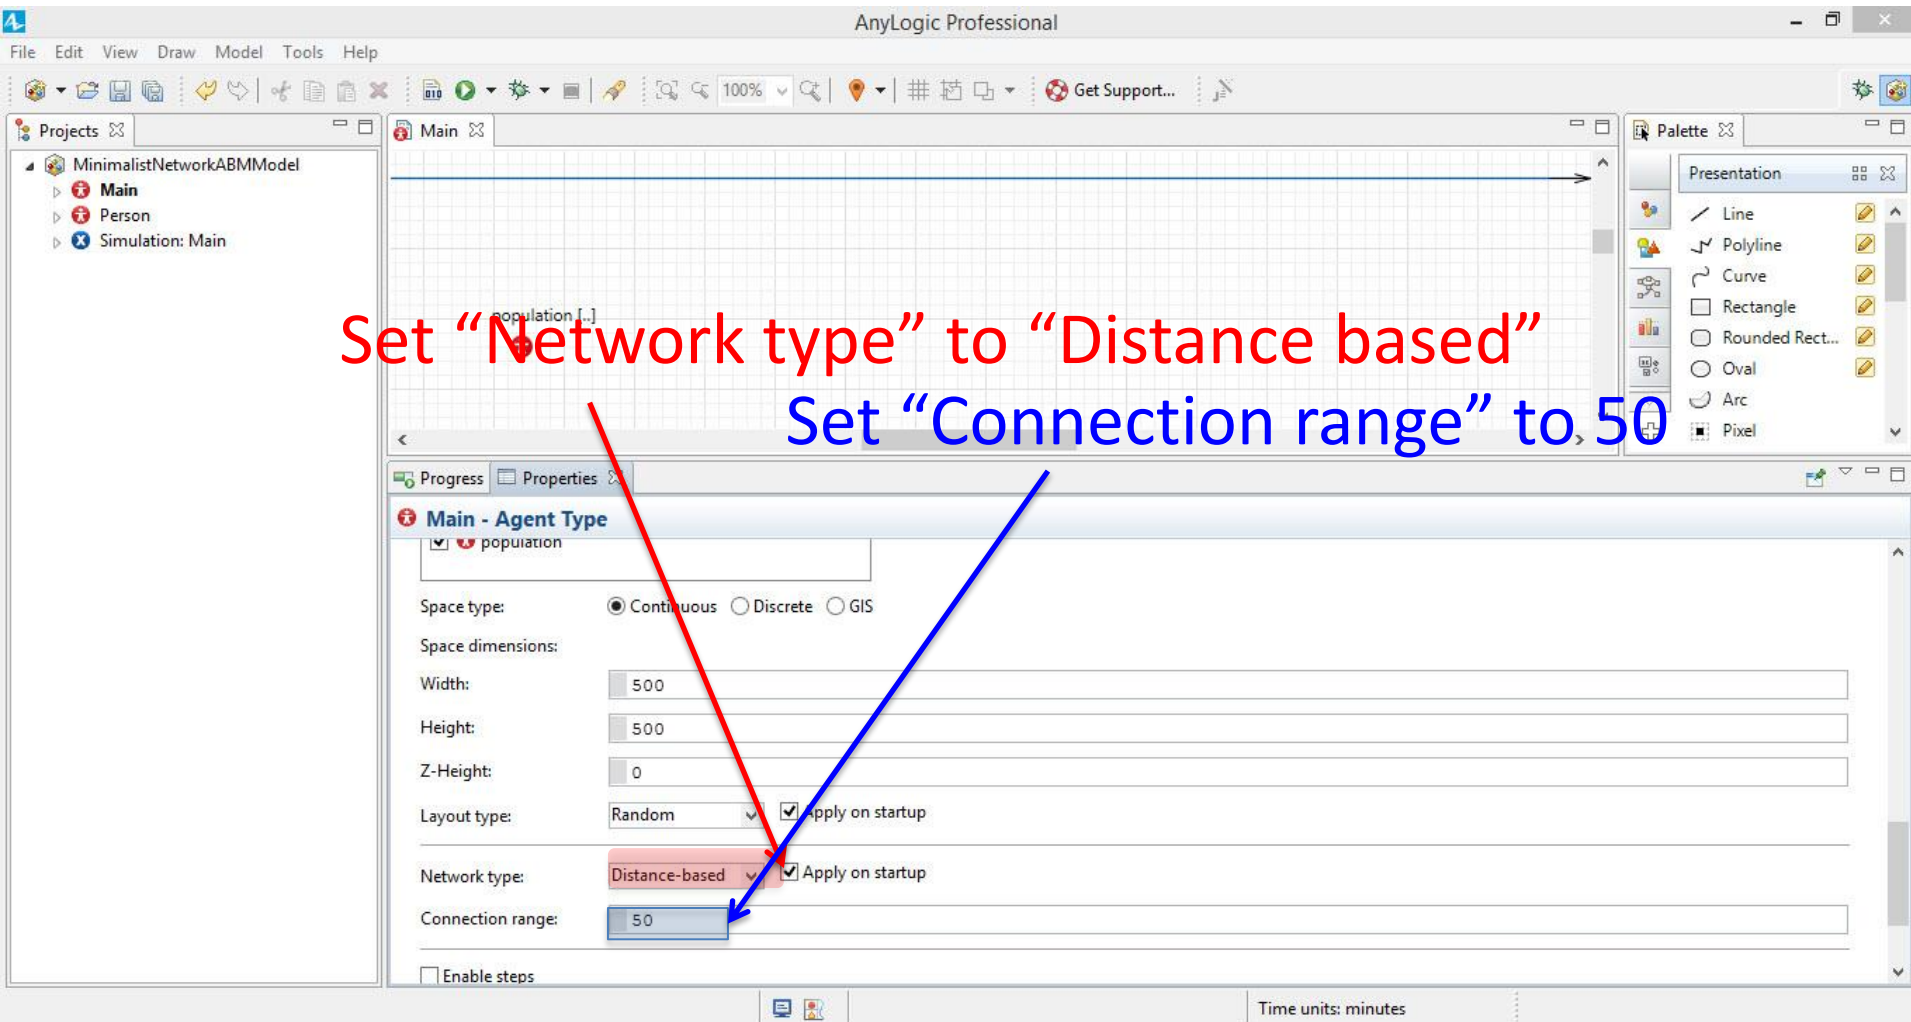 AnyLogic Professional
File Edit View Draw Model Tools Help
100% Get Support...
Projects
MinimalistNetworkABMModel
Main
Person
Simulation: Main
Main
population [..]
Set “Network type” to “Distance based”
Set “Connection range” to 50
Palette
Presentation
Line
Polyline
Curve
Rectangle
Rounded Rect...
Oval
Arc
Pixel
Progress Properties
Main - Agent Type
population
Space type: Continuous Discrete GIS
Space dimensions:
Width: 500
Height: 500
Z-Height: 0
Layout type: Random Apply on startup
Network type: Distance-based Apply on startup
Connection range: 50
Enable steps
Time units: minutes